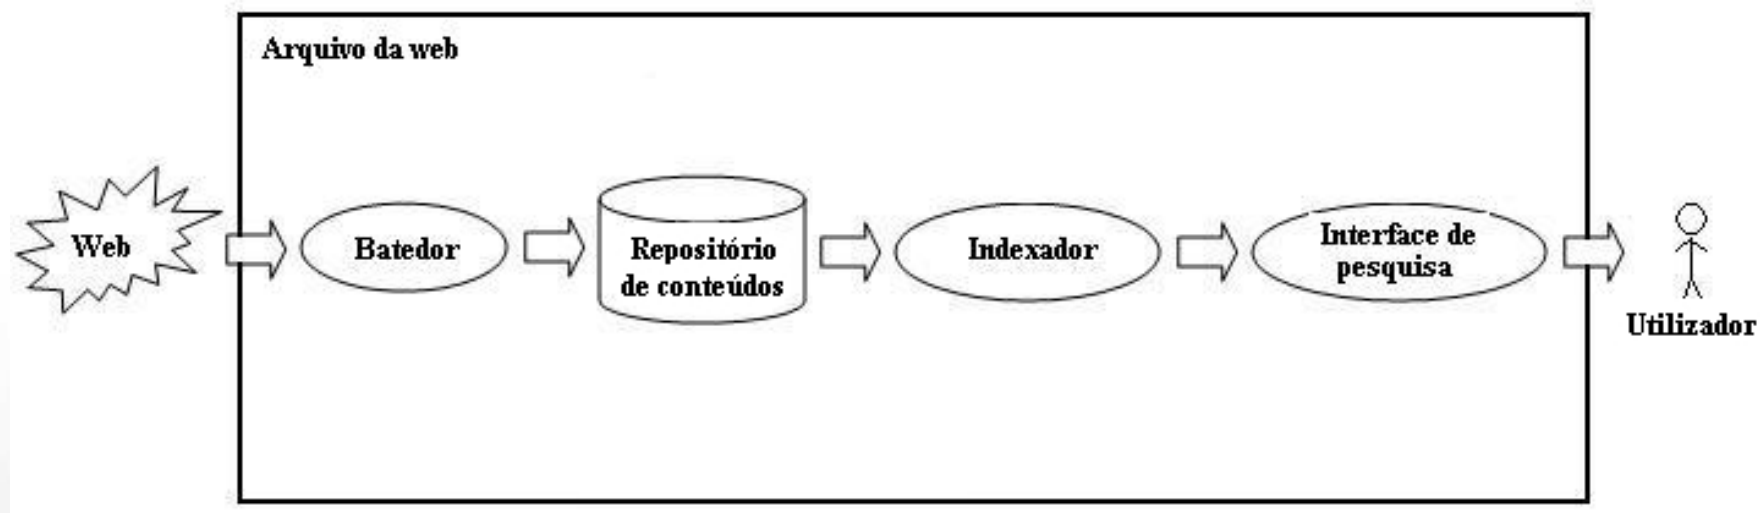 Arquivo da web
Web
Batedor
Repositório
de conteúdos
Indexador
Interface de
pesquisa
Utilizador